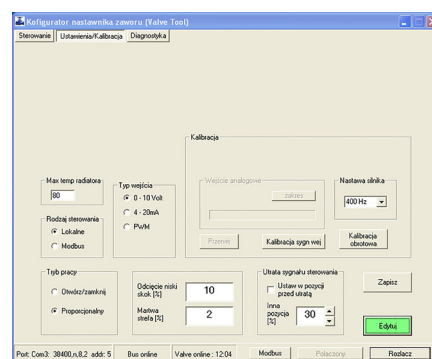 Kofigurator nastawnika zaworu (Valve Tool)
Sterowanie Ustawienia/Kalibracja Diagnostyka
Kalibracja
Max temp radiatora
80
Typ wejścia
0 - 10 Volt
4 - 20mA
PWM
Wejście analogowe
zakres
Nastawa silnika
400 Hz
Rodzaj sterowania
Lokalne
Modbus
Przerwij
Kalibracja sygn wej
Kalibracja
obrotowa
Tryb pracy
Otwórz/zamknij
Proporcjonalny
Odcięcie niski
skok [%]
10
Martwa
strefa [%]
2
Utrata sygnału sterowania
Ustaw w pozycji
przed utratą
Inna
pozycja
[%]
30
Zapisz
Edytuj
Port: Com3: 38400,n,8,2 addr: 5 Bus online Valve online : 12:04 Modbus Polaczony Rozlacz